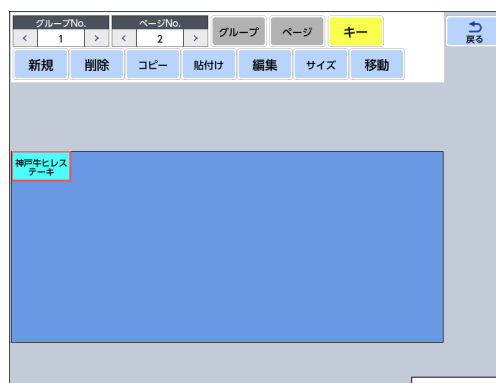 グループNo. ページNo.
< 1 > < 2 > グループ ページ キー 戻る
新規 削除 コピー 貼付け 編集 サイズ 移動
神戸牛ヒレス
テーキ